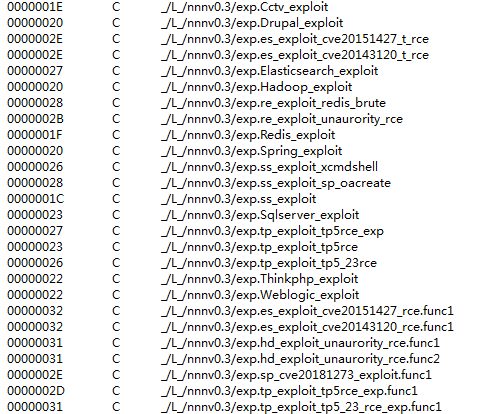 0000001E C _/L_/nnnv0.3/exp.Cctv_exploit
00000020 C _/L_/nnnv0.3/exp.Drupal_exploit
0000002E C _/L_/nnnv0.3/exp.es_exploit_cve20151427_t_rce
0000002E C _/L_/nnnv0.3/exp.es_exploit_cve20143120_t_rce
00000027 C _/L_/nnnv0.3/exp.Elasticsearch_exploit
00000020 C _/L_/nnnv0.3/exp.Hadoop_exploit
00000028 C _/L_/nnnv0.3/exp.re_exploit_redis_brute
0000002B C _/L_/nnnv0.3/exp.re_exploit_unaurority_rce
0000001F C _/L_/nnnv0.3/exp.Redis_exploit
00000020 C _/L_/nnnv0.3/exp.Spring_exploit
00000026 C _/L_/nnnv0.3/exp.ss_exploit_xcmdshell
00000028 C _/L_/nnnv0.3/exp.ss_exploit_sp_oacreate
0000001C C _/L_/nnnv0.3/exp.ss_exploit
00000023 C _/L_/nnnv0.3/exp.Sqlserver_exploit
00000027 C _/L_/nnnv0.3/exp.tp_exploit_tp5rce_exp
00000023 C _/L_/nnnv0.3/exp.tp_exploit_tp5rce
00000026 C _/L_/nnnv0.3/exp.tp_exploit_tp5_23rce
00000022 C _/L_/nnnv0.3/exp.Thinkphp_exploit
00000022 C _/L_/nnnv0.3/exp.Weblogic_exploit
00000032 C _/L_/nnnv0.3/exp.es_exploit_cve20151427_rce.func1
00000032 C _/L_/nnnv0.3/exp.es_exploit_cve20143120_rce.func1
00000031 C _/L_/nnnv0.3/exp.hd_exploit_unaurority_rce.func1
00000031 C _/L_/nnnv0.3/exp.hd_exploit_unaurority_rce.func2
0000002E C _/L_/nnnv0.3/exp.sp_cve20181273_exploit.func1
0000002D C _/L_/nnnv0.3/exp.tp_exploit_tp5rce_exp.func1
00000031 C _/L_/nnnv0.3/exp.tp_exploit_tp5_23_rce_exp.func1